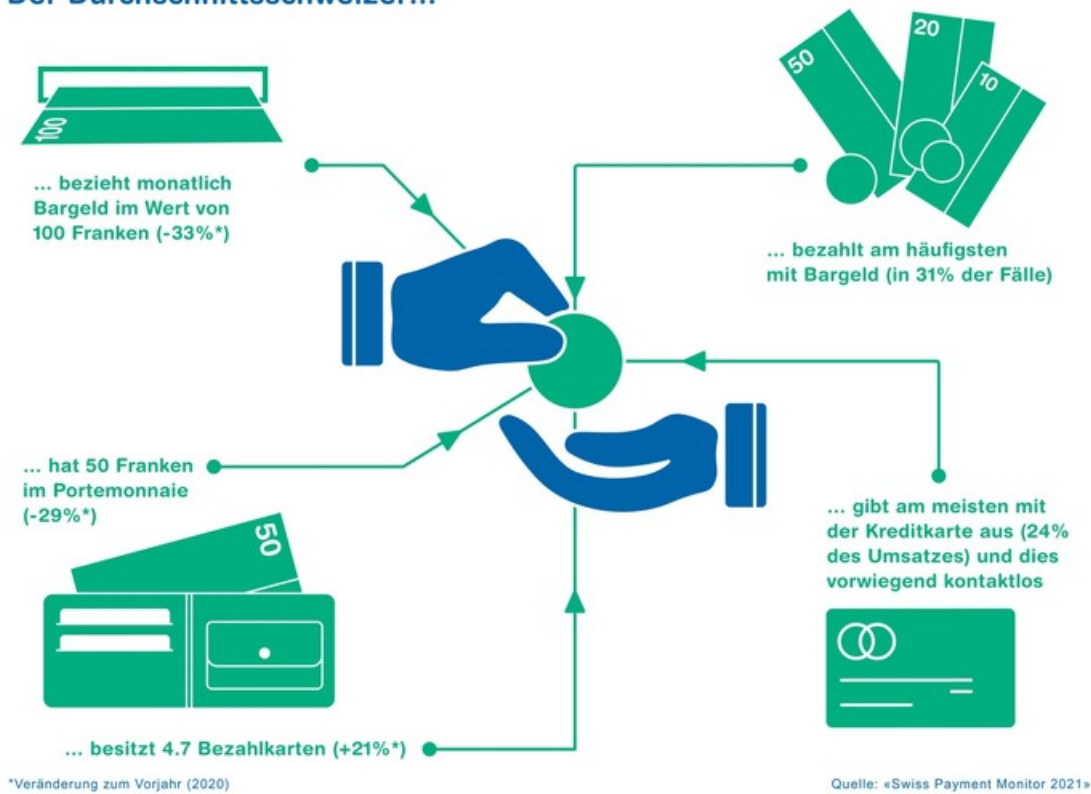 Der Durchschnittsschweizer...
100
... bezieht monatlich
Bargeld im Wert von
100 Franken (-33%*)
50
20
10
... bezahlt am häufigsten
mit Bargeld (in 31% der Fälle)
... hat 50 Franken
im Portemonnaie
(-29%*)
50
... gibt am meisten mit
der Kreditkarte aus (24%
des Umsatzes) und dies
vorwiegend kontaktlos
... besitzt 4.7 Bezahlkarten (+21%*)
*Veränderung zum Vorjahr (2020)
Quelle: «Swiss Payment Monitor 2021»